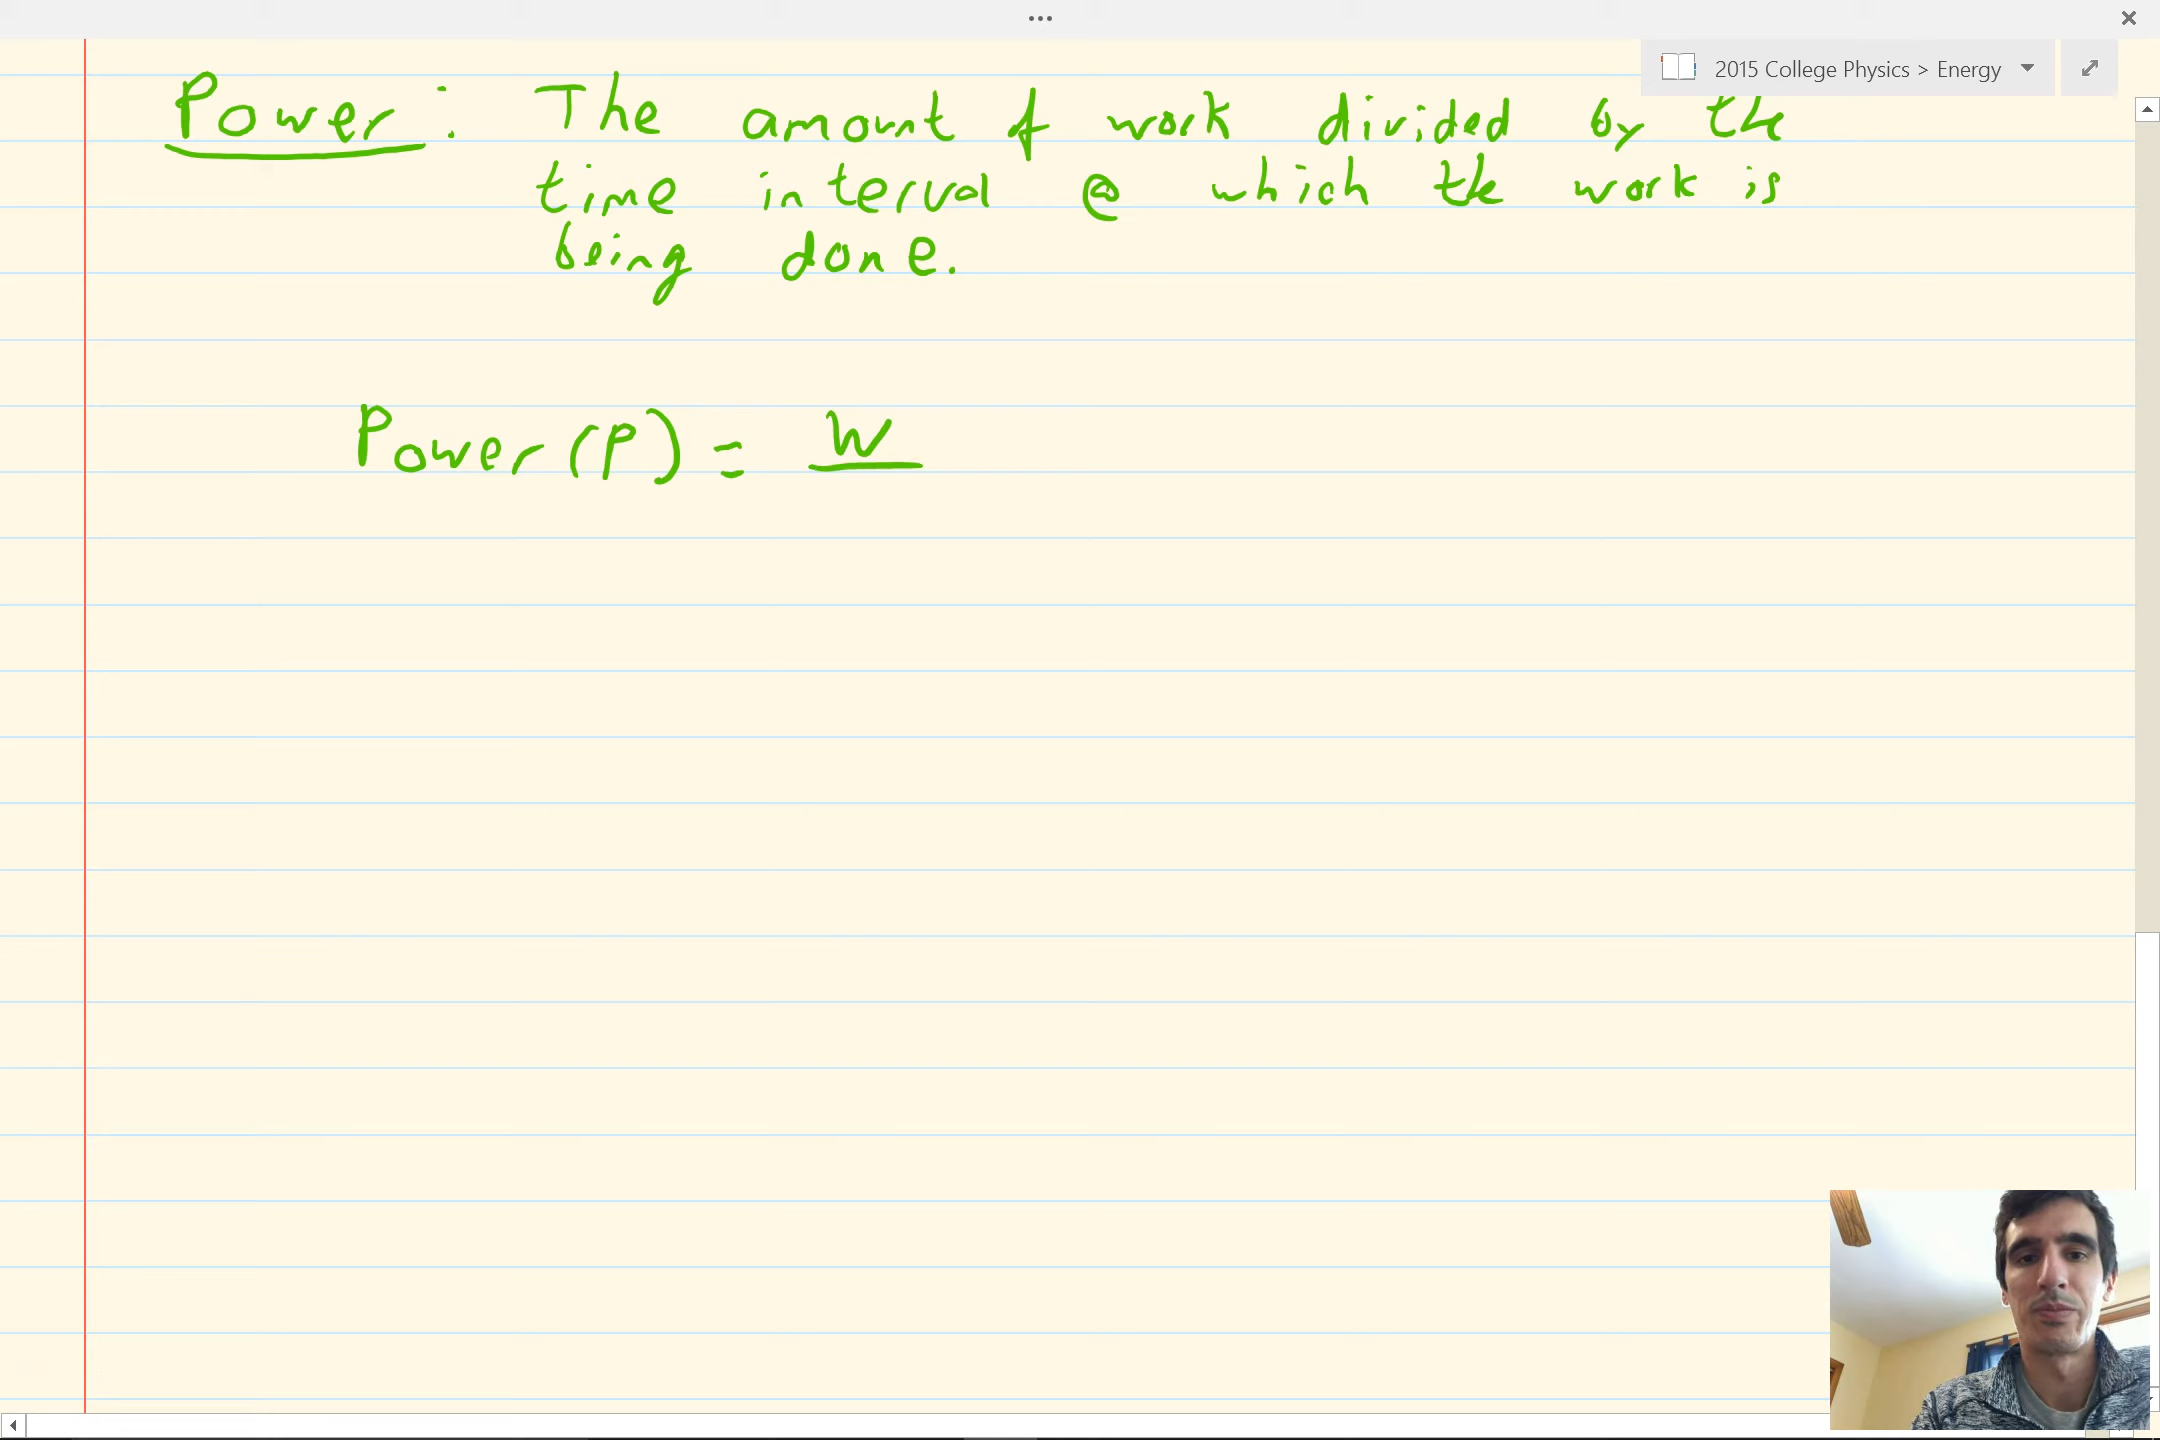 2015 College Physics > Energy
Power: The amount of work divided by the
time interval @ which the work is
being done.
Power (P) = W